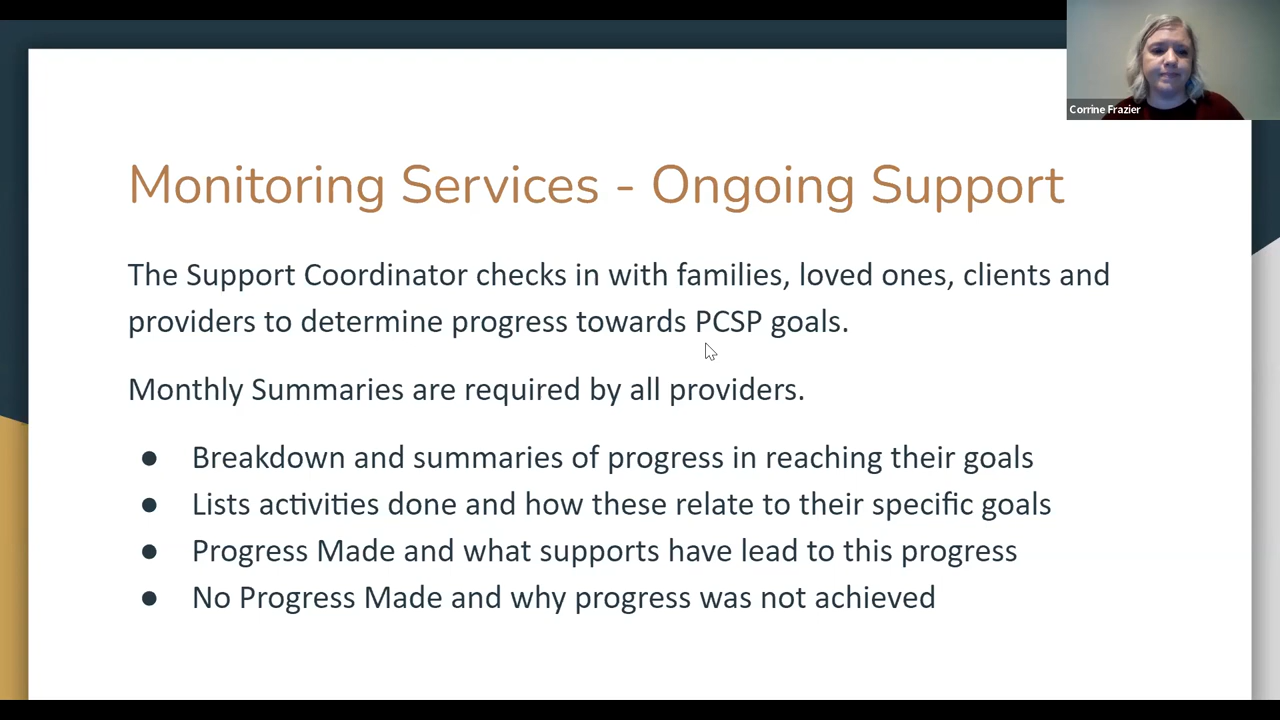 Corrine Frazier
Monitoring Services - Ongoing Support
The Support Coordinator checks in with families, loved ones, clients and
providers to determine progress towards PCSP goals.
Monthly Summaries are required by all providers.
● Breakdown and summaries of progress in reaching their goals
● Lists activities done and how these relate to their specific goals
● Progress Made and what supports have lead to this progress
● No Progress Made and why progress was not achieved